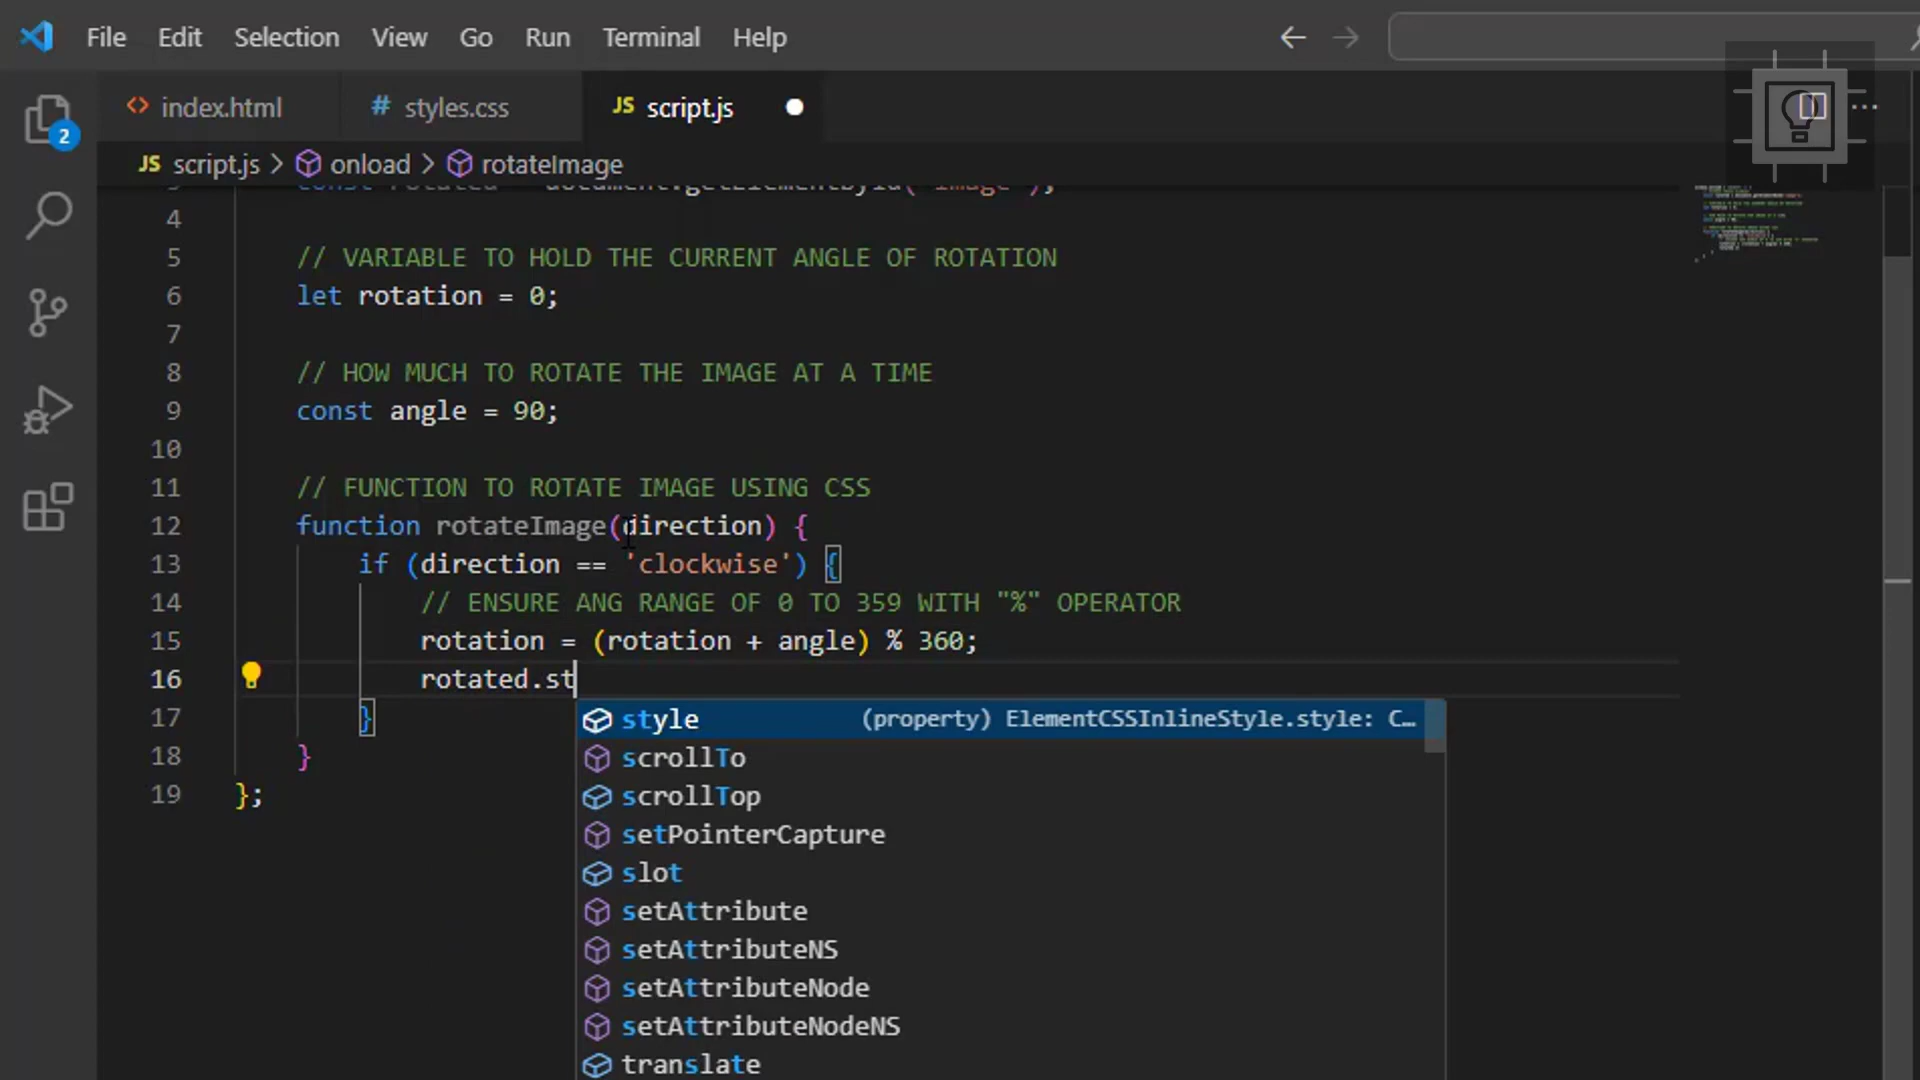 File Edit Selection View Go Run Terminal Help
index.html # styles.css JS script.js
2
JS script.js > onload > rotateImage
const rotated = document.getElementById('image');
4
5 // VARIABLE TO HOLD THE CURRENT ANGLE OF ROTATION
6 let rotation = 0;
7
8 // HOW MUCH TO ROTATE THE IMAGE AT A TIME
9 const angle = 90;
10
11 // FUNCTION TO ROTATE IMAGE USING CSS
12 function rotateImage(direction) {
13 if (direction == 'clockwise') {
14 // ENSURE ANG RANGE OF 0 TO 359 WITH "%" OPERATOR
15 rotation = (rotation + angle) % 360;
16 rotated.st
17 }
18 }
19 };
style (property) ElementCSSInlineStyle.style: C…
scrollTo
scrollTop
setPointerCapture
slot
setAttribute
setAttributeNS
setAttributeNode
setAttributeNodeNS
translate